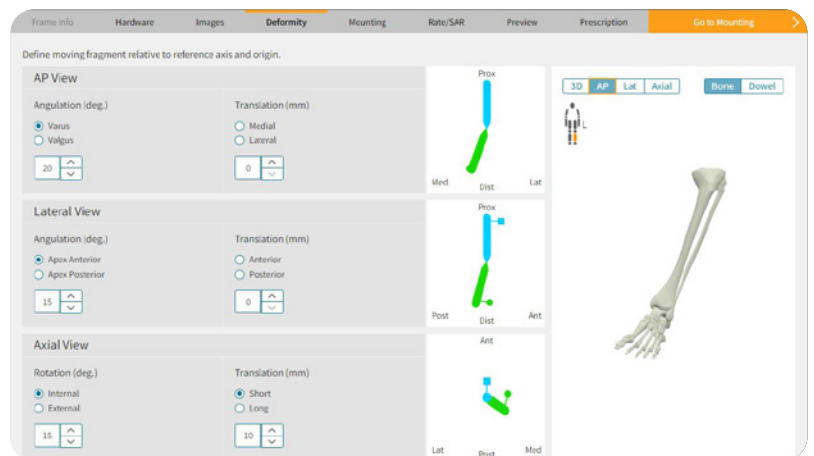 Frame Info Hardware Images Deformity Mounting Rate/SAR Preview Prescription Go to Mounting
Define moving fragment relative to reference axis and origin.
AP View
Angulation (deg.) Translation (mm)
Varus Medial
Valgus Lateral
20 0
Prox
Med Dist Lat
Lateral View
Angulation (deg.) Translation (mm)
Apex Anterior Anterior
Apex Posterior Posterior
15 0
Prox
Post Dist Ant
Axial View
Rotation (deg.) Translation (mm)
Internal Short
External Long
15 10
Ant
Lat Post Med
3D AP Lat Axial Bone Dowel
L